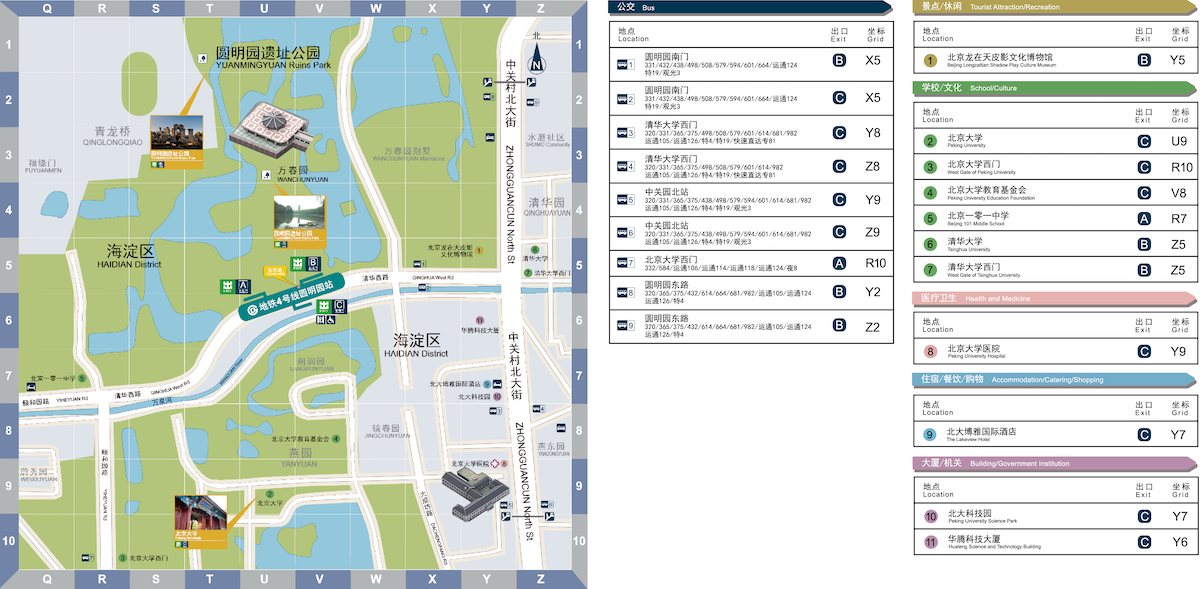 Q R S T U V W X Y Z
1
2
3
4
5
6
7
8
9
10
北
N
圆明园遗址公园
YUANMINGYUAN Ruins Park
中关村北大街
ZHONGGUANCUN North St
青龙桥
QINGLONGQIAO
福缘门
FUYUANMEN
万春园
WANCHUNYUAN
万春园别墅
WANCHUNYUAN Mansions
水磨社区
SHUIMO Community
清华园
QINGHUAYUAN
海淀区
HAIDIAN District
北京龙在天皮影
文化博物馆
1
6
清华大学
7 清华大学西门
A
B
C
地铁4号线圆明园站
清华西路 QINGHUA West Rd
11
华腾科技大厦
海淀区
HAIDIAN District
中关村北大街
ZHONGGUANCUN North St
北京一零一中学 5
颐和园路 YIHEYUAN Rd
清华西路 QINGHUA West Rd
万泉河
北大博雅国际酒店 9
北大科技园 10
镜春园
JINGCHUNYUAN
北京大学教育基金会 4
燕园
YANYUAN
燕东园
YANDONGYUAN
蔚秀园
WEIXIUYUAN
颐和园路
YIHEYUAN Rd
北京大学医院 8
2
北京大学
3 北京大学西门
Q R S T U V W X Y Z
公交 Bus
地点
Location
出口
Exit
坐标
Grid
1 圆明园南门 B X5
331/432/438/498/508/579/594/601/664/运通124
特19/观光3
2 圆明园南门 C X5
331/432/438/498/508/579/594/601/664/运通124
特19/观光3
3 清华大学西门 C Y8
320/331/365/375/498/508/579/601/614/681/982
运通105/运通126/特4/特19/快速直达专81
4 清华大学西门 C Z8
320/331/365/375/498/508/579/601/614/681/982
运通105/运通126/特4/特19/快速直达专81
5 中关园北站 C Y9
320/331/365/375/498/508/579/594/601/614/681/982
运通105/运通126/特4/特19/观光3
6 中关园北站 C Z9
320/331/365/375/498/508/579/594/601/614/681/982
运通105/运通126/特4/特19/观光3
7 北京大学西门 A R10
332/584/运通106/运通114/运通118/运通124/夜8
8 圆明园东路 B Y2
320/365/375/432/614/664/681/982/运通105/运通124
运通126/特4
9 圆明园东路 B Z2
320/365/375/432/614/664/681/982/运通105/运通124
运通126/特4
景点/休闲 Tourist Attraction/Recreation
地点
Location
出口
Exit
坐标
Grid
1 北京龙在天皮影文化博物馆 B Y5
Beijing Longzaitian Shadow Play Culture Museum
学校/文化 School/Culture
地点
Location
出口
Exit
坐标
Grid
2 北京大学 C U9
Peking University
3 北京大学西门 C R10
West Gate of Peking University
4 北京大学教育基金会 C V8
Peking University Education Foundation
5 北京一零一中学 A R7
Beijing 101 Middle School
6 清华大学 B Z5
Tsinghua University
7 清华大学西门 B Z5
West Gate of Tsinghua University
医疗卫生 Health and Medicine
地点
Location
出口
Exit
坐标
Grid
8 北京大学医院 C Y9
Peking University Hospital
住宿/餐饮/购物 Accommodation/Catering/Shopping
地点
Location
出口
Exit
坐标
Grid
9 北大博雅国际酒店 C Y7
The Lakeview Hotel
大厦/机关 Building/Government Institution
地点
Location
出口
Exit
坐标
Grid
10 北大科技园 C Y7
Peking University Science Park
11 华腾科技大厦 C Y6
Huateng Science and Technology Building